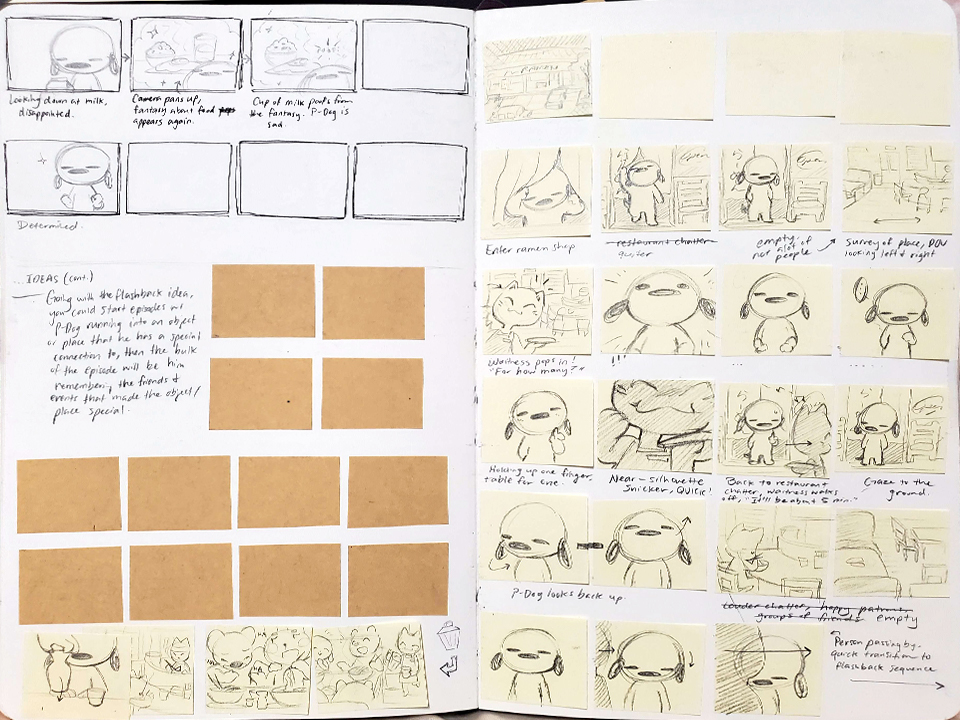 Looking down at milk,
disappointed.
Camera pans up,
fantasy about food
appears again.
Cup of milk poofs from
the fantasy. P-Dog is
sad.
Determined.
...IDEAS (cont.)
Going with the flashback idea,
you could start episodes w/
P-Dog running into an object
or place that he has a special
connection to, then the bulk
of the episode will be him
remembering the friends &
events that made the object/
place special.
Enter ramen shop
restaurant chatter
quieter
empty. not a lot of
people
Survey of place, POV
looking left & right
Waitress pops in!
"For how many?"
!!!
....
....
Holding up one finger,
table for one.
Near-silhouette
snicker, QUICK!
Back to restaurant
chatter, waitress walks
off, "It'll be about 5 min."
Gaze to the
ground.
P-Dog looks back up.
Louder chatter, happy patrons,
groups of friends empty
Person passing by.
quick transition to
flashback sequence